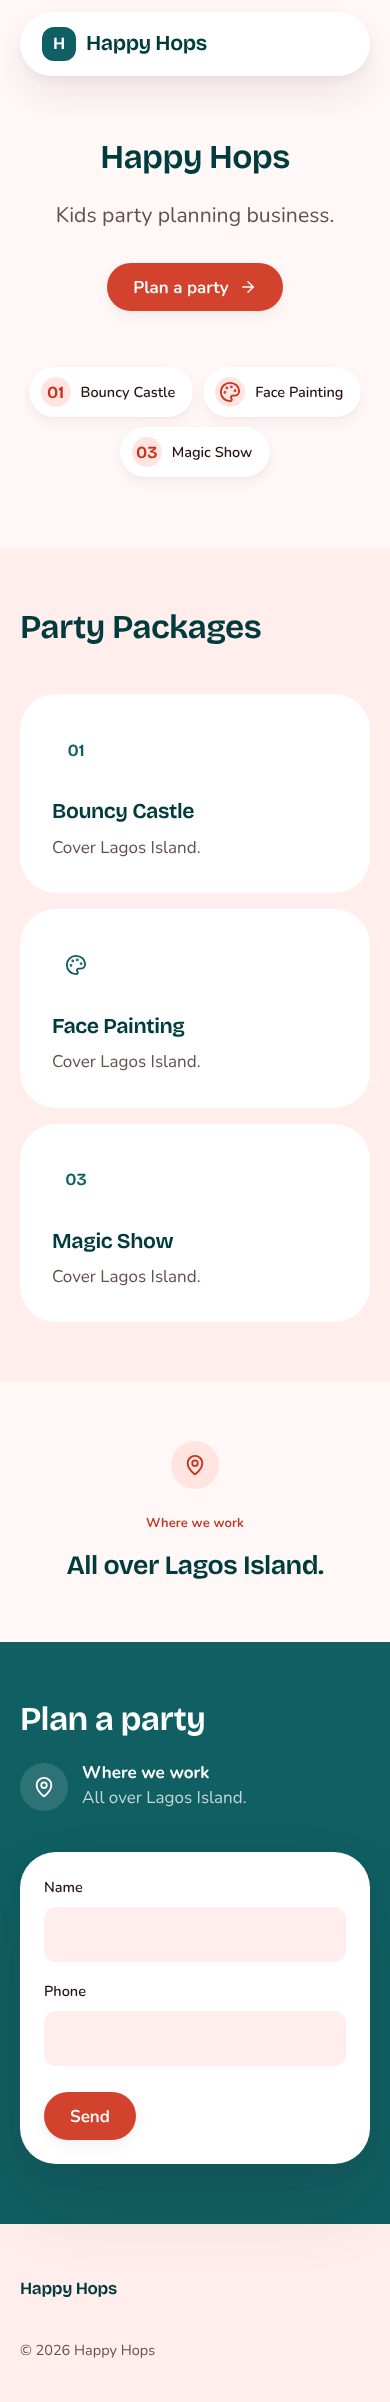 H Happy Hops
Happy Hops
Kids party planning business.
Plan a party
01 Bouncy Castle
Face Painting
03 Magic Show
Party Packages
01
Bouncy Castle
Cover Lagos Island.
Face Painting
Cover Lagos Island.
03
Magic Show
Cover Lagos Island.
Where we work
All over Lagos Island.
Plan a party
Where we work
All over Lagos Island.
Name
Phone
Send
Happy Hops
© 2026 Happy Hops